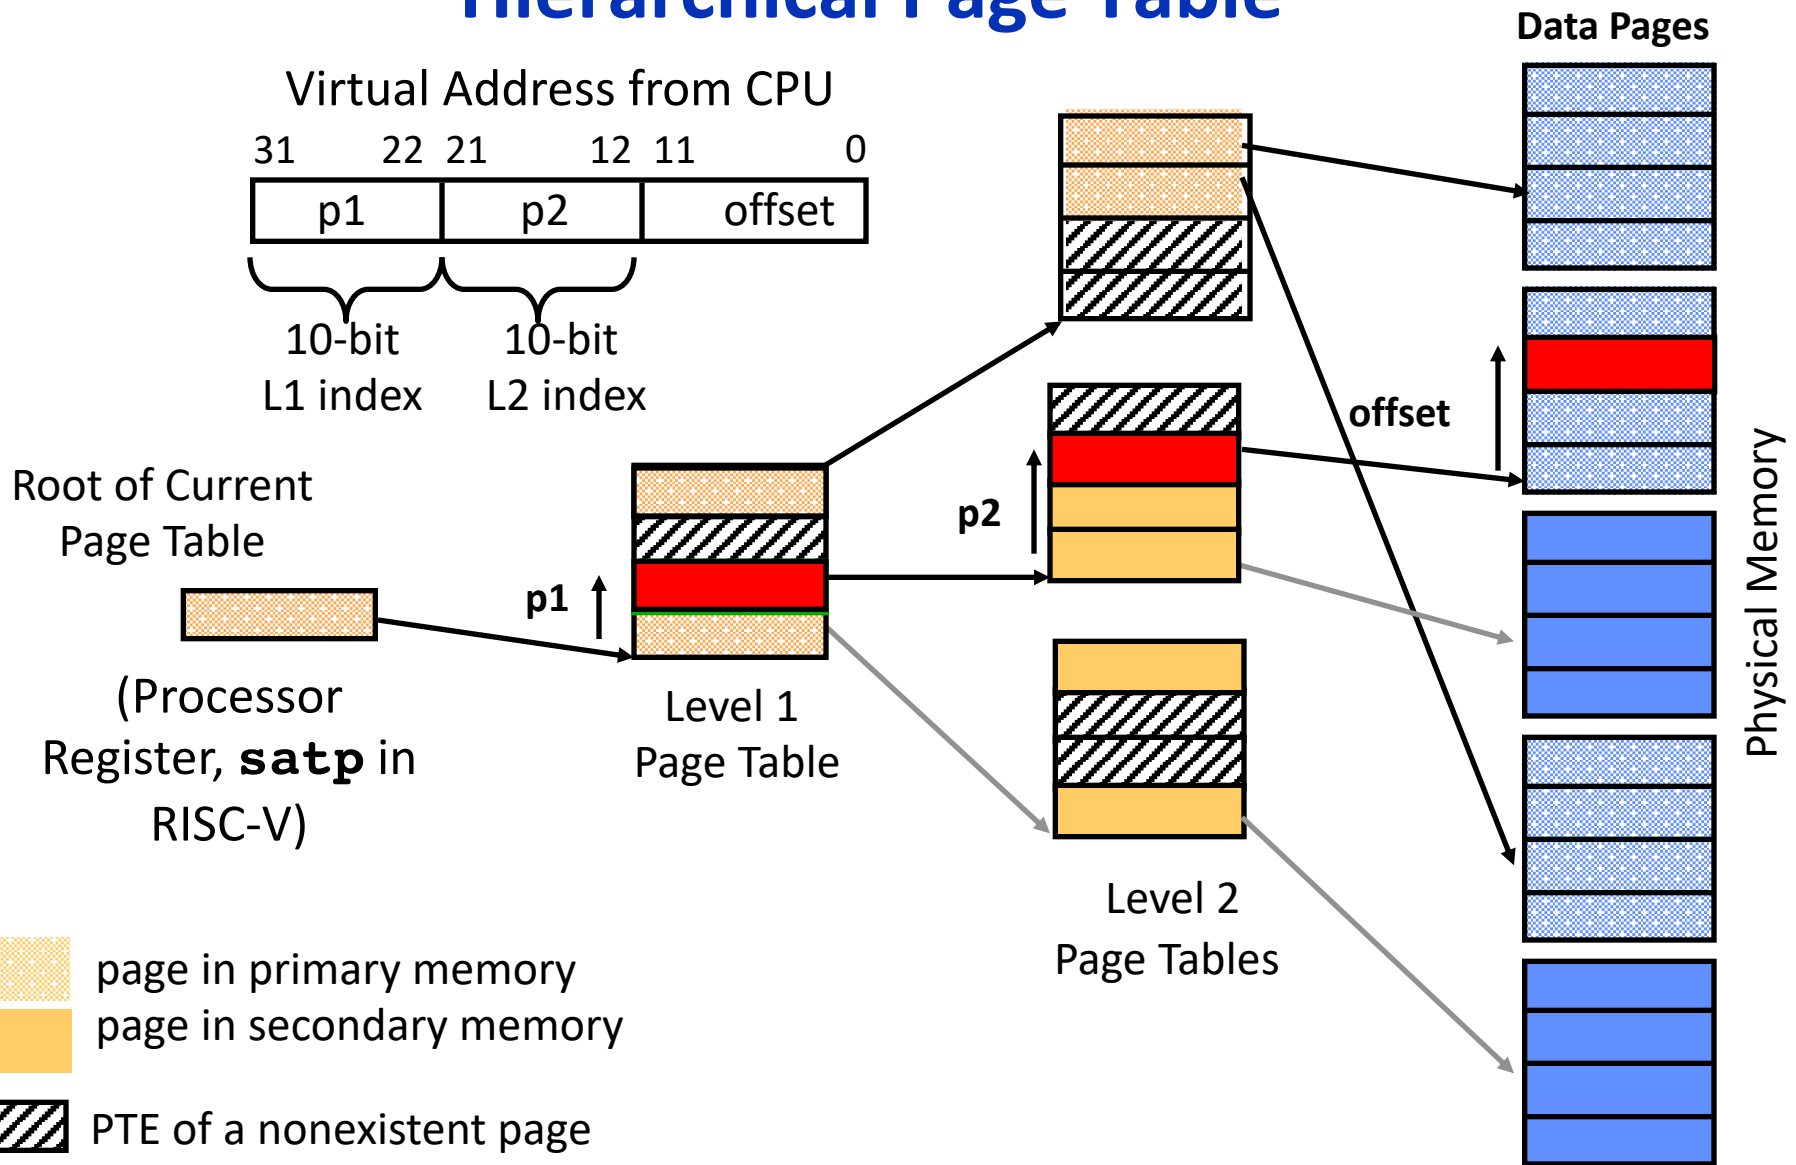 Hierarchical Page Table
Data Pages
Virtual Address from CPU
31 22 21 12 11 0
p1 p2 offset
10-bit
L1 index
10-bit
L2 index
Root of Current
Page Table
(Processor
Register, satp in
RISC-V)
p1
Level 1
Page Table
p2
Level 2
Page Tables
offset
Physical Memory
page in primary memory
page in secondary memory
PTE of a nonexistent page